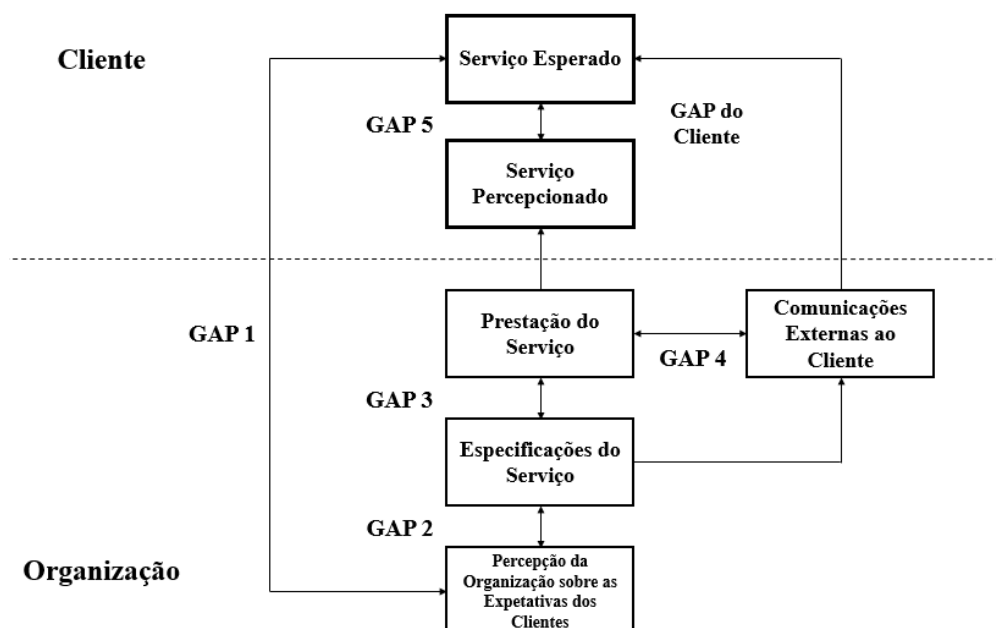 Cliente
Serviço Esperado
GAP 5
GAP do
Cliente
Serviço
Percepcionado
GAP 1
Prestação do
Serviço
GAP 4
Comunicações
Externas ao
Cliente
GAP 3
Especificações do
Serviço
GAP 2
Organização
Percepção da
Organização sobre as
Expetativas dos
Clientes